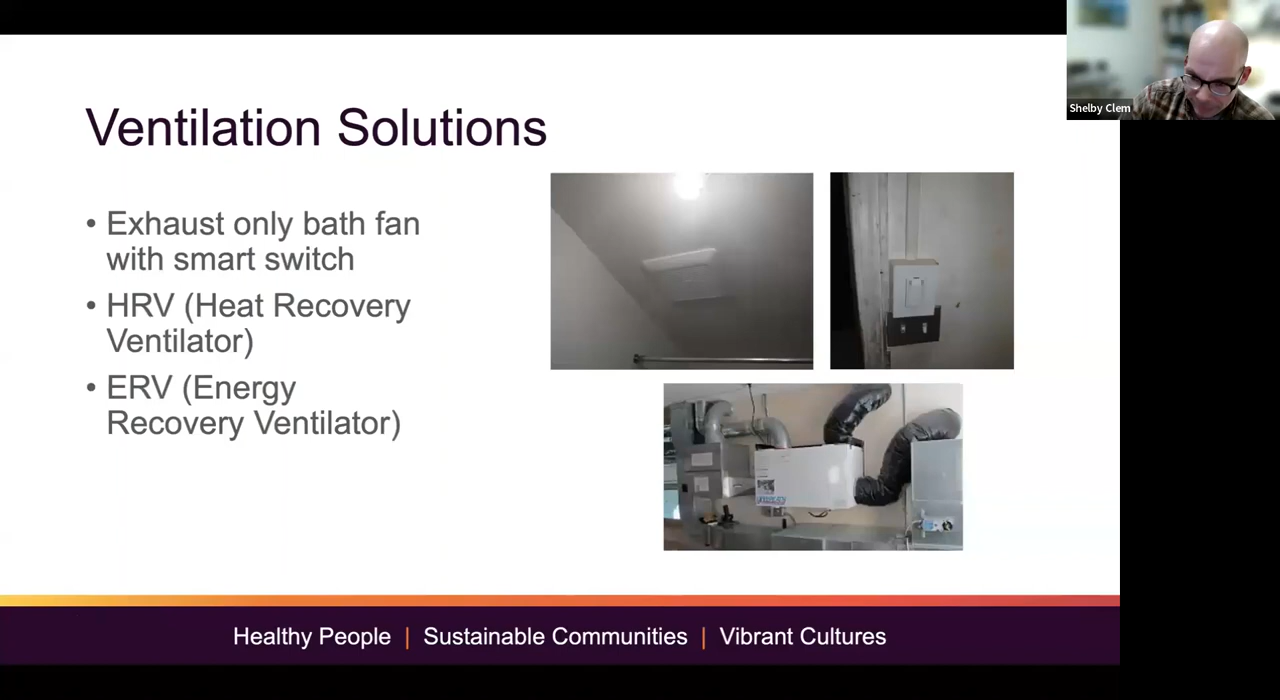 Shelby Clem
Ventilation Solutions
• Exhaust only bath fan
with smart switch
• HRV (Heat Recovery
Ventilator)
• ERV (Energy
Recovery Ventilator)
Healthy People | Sustainable Communities | Vibrant Cultures